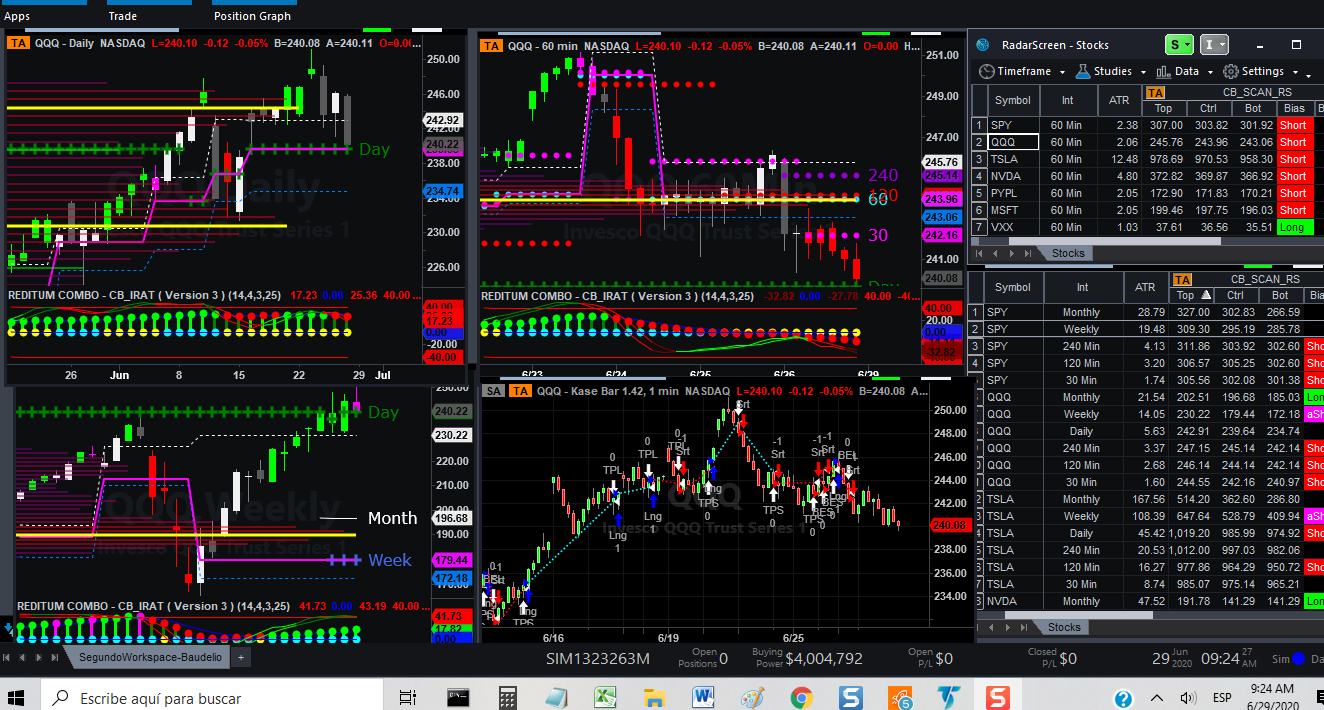 Apps Trade Position Graph
TA QQQ - Daily NASDAQ L=240.10 -0.12 -0.05% B=240.08 A=240.11 O=0.00...
250.00
246.00
242.92
242.00
240.22
238.00
234.74
234.00
230.00
226.00
Day
QQQ Daily
Invesco QQQ Trust Series 1
REDITUM COMBO - CB_IRAT ( Version 3 ) (14,4,3,25) 17.23 0.00 25.36 40.00 ...
40.00
17.23
0.00
-20.00
-40.00
26 Jun 8 15 22 29 Jul
TA QQQ - 60 min NASDAQ L=240.10 -0.12 -0.05% B=240.08 A=240.11 O=0.00 H...
251.00
249.00
247.00
245.76
245.14
243.96
243.06
242.16
241.00
240.08
240
120
60
30
Day
Invesco QQQ Trust Series 1
REDITUM COMBO - CB_IRAT ( Version 3 ) (14,4,3,25) -32.82 0.00 -27.78 40.00 -4...
40.00
20.00
0.00
-32.82
6/23 6/24 6/25 6/26 6/29
250.00
240.22
230.22
220.00
210.00
200.00
196.68
190.00
179.44
172.18
Day
Month
Week
QQQ Weekly
Invesco QQQ Trust Series 1
REDITUM COMBO - CB_IRAT ( Version 3 ) (14,4,3,25) 41.73 0.00 43.19 40.00 ...
41.73
17.82
0.00
SA TA QQQ - Kase Bar 1.42, 1 min NASDAQ L=240.10 -0.12 -0.05% B=240.08 A...
250.00
248.00
246.00
244.00
242.00
240.08
238.00
236.00
234.00
QQQ
Invesco QQQ Trust Series 1
6/16 6/19 6/25
RadarScreen - Stocks S I
Timeframe Studies Data Settings
TA CB_SCAN_RS
Symbol Int ATR Top Ctrl Bot Bias
1 SPY 60 Min 2.38 307.00 303.82 301.92 Short
2 QQQ 60 Min 2.06 245.76 243.96 243.06 Short
3 TSLA 60 Min 12.48 978.69 970.53 958.30 Short
4 NVDA 60 Min 4.80 372.82 369.87 366.92 Short
5 PYPL 60 Min 2.05 172.90 171.83 170.21 Short
6 MSFT 60 Min 2.05 199.46 197.75 196.03 Short
7 VXX 60 Min 1.03 37.61 36.56 35.51 Long
Stocks
TA CB_SCAN_RS
Symbol Int ATR Top Ctrl Bot Bia
1 SPY Monthly 28.79 327.00 302.83 266.59
2 SPY Weekly 19.48 309.30 295.19 285.78
3 SPY 240 Min 4.13 311.86 303.92 302.60 Sho
SPY 120 Min 3.20 306.57 305.25 302.60 Sho
SPY 30 Min 1.74 305.56 302.08 301.38 Sho
QQQ Monthly 21.54 202.51 196.68 185.03 Lon
QQQ Weekly 14.05 230.22 179.44 172.18 aSh
QQQ Daily 5.63 242.91 239.64 234.74
QQQ 240 Min 3.37 247.15 245.14 242.14 Sho
QQQ 120 Min 2.68 246.14 244.14 242.14 Sho
QQQ 30 Min 1.60 244.55 242.16 240.97 Sho
TSLA Monthly 167.56 514.20 362.60 286.80
TSLA Weekly 108.39 647.64 528.79 409.94 aSh
TSLA Daily 45.42 1,019.20 985.99 974.92 Sho
TSLA 240 Min 20.53 1,012.00 997.03 982.06
TSLA 120 Min 16.27 977.86 964.29 950.72 Sho
TSLA 30 Min 8.74 985.07 975.14 965.21
NVDA Monthly 47.52 191.78 141.29 141.29 Lon
Stocks
SegundoWorkspace-Baudelio +
SIM1323263M Open Positions 0 Buying Power $4,004,792 Open P/L $0 Closed P/L $0 29 Jun 2020 09:24 27 AM Sim Da
Escribe aquí para buscar
5
ESP
9:24 AM
6/29/2020